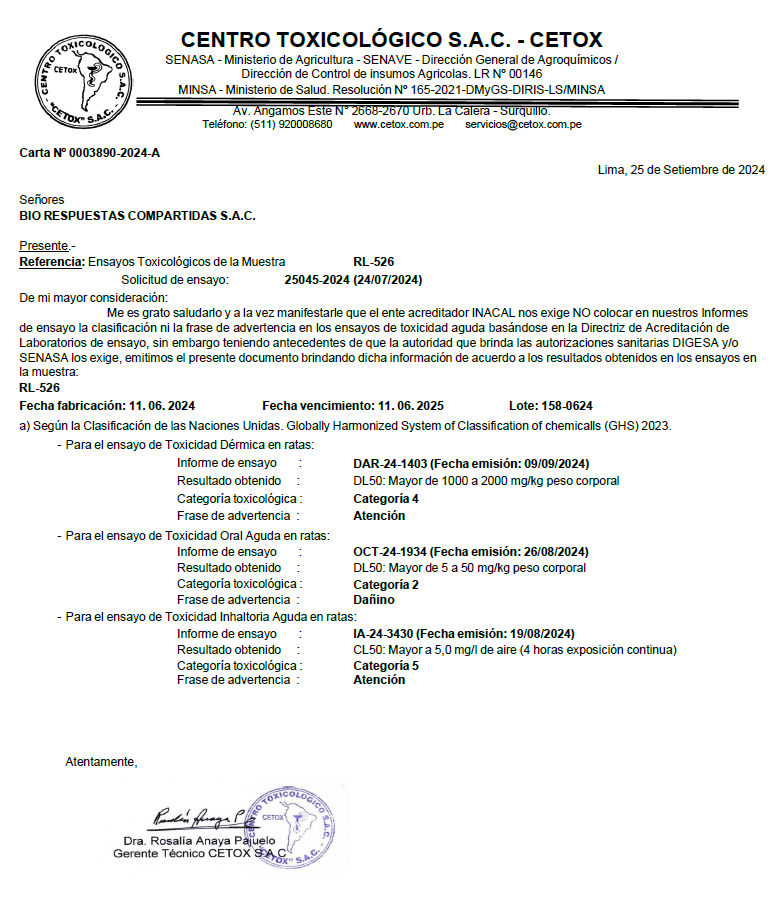 CENTRO TOXICOLÓGICO S.A.C. - CETOX
SENASA - Ministerio de Agricultura - SENAVE - Dirección General de Agroquímicos /
Dirección de Control de insumos Agricolas. LR Nº 00146
MINSA - Ministerio de Salud. Resolución Nº 165-2021-DMyGS-DIRIS-LS/MINSA
CENTRO TOXICOLOGICO S.A.C.
CETOX
"CETOX" S.A.C.
Av. Angamos Este N° 2668-2670 Urb. La Calera - Surquillo.
Teléfono: (511) 920008680 www.cetox.com.pe servicios@cetox.com.pe
Carta Nº 0003890-2024-A
Lima, 25 de Setiembre de 2024
Señores
BIO RESPUESTAS COMPARTIDAS S.A.C.
Presente.-
Referencia: Ensayos Toxicológicos de la Muestra RL-526
Solicitud de ensayo: 25045-2024 (24/07/2024)
De mi mayor consideración:
Me es grato saludarlo y a la vez manifestarle que el ente acreditador INACAL nos exige NO colocar en nuestros Informes
de ensayo la clasificación ni la frase de advertencia en los ensayos de toxicidad aguda basándose en la Directriz de Acreditación de
Laboratorios de ensayo, sin embargo teniendo antecedentes de que la autoridad que brinda las autorizaciones sanitarias DIGESA y/o
SENASA los exige, emitimos el presente documento brindando dicha información de acuerdo a los resultados obtenidos en los ensayos en
la muestra:
RL-526
Fecha fabricación: 11. 06. 2024 Fecha vencimiento: 11. 06. 2025 Lote: 158-0624
a) Según la Clasificación de las Naciones Unidas. Globally Harmonized System of Classification of chemicalls (GHS) 2023.
- Para el ensayo de Toxicidad Dérmica en ratas:
Informe de ensayo : DAR-24-1403 (Fecha emisión: 09/09/2024)
Resultado obtenido : DL50: Mayor de 1000 a 2000 mg/kg peso corporal
Categoría toxicológica : Categoría 4
Frase de advertencia : Atención
- Para el ensayo de Toxicidad Oral Aguda en ratas:
Informe de ensayo : OCT-24-1934 (Fecha emisión: 26/08/2024)
Resultado obtenido : DL50: Mayor de 5 a 50 mg/kg peso corporal
Categoría toxicológica : Categoría 2
Frase de advertencia : Dañino
- Para el ensayo de Toxicidad Inhaltoria Aguda en ratas:
Informe de ensayo : IA-24-3430 (Fecha emisión: 19/08/2024)
Resultado obtenido : CL50: Mayor a 5,0 mg/l de aire (4 horas exposición continua)
Categoría toxicológica : Categoría 5
Frase de advertencia : Atención
Atentamente,
CENTRO TOXICOLOGICO S.A.C.
CETOX
"CETOX" S.A.C.
Dra. Rosalía Anaya Pajuelo
Gerente Técnico CETOX S.A.C